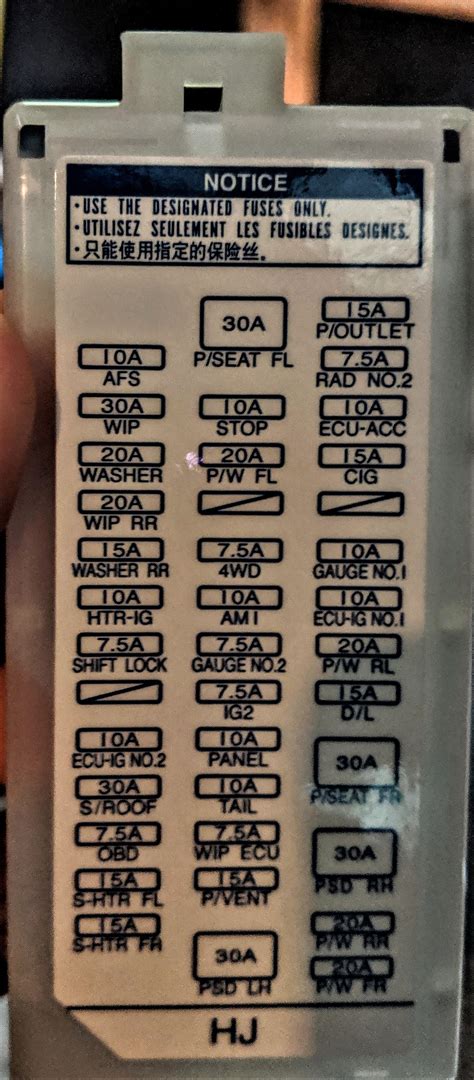 NOTICE
•USE THE DESIGNATED FUSES ONLY.
•UTILISEZ SEULEMENT LES FUSIBLES DESIGNES.
•只能使用指定的保险丝。
10A
AFS
30A
WIP
20A
WASHER
20A
WIP RR
15A
WASHER RR
10A
HTR-IG
7.5A
SHIFT LOCK
10A
ECU-IG NO.2
30A
S/ROOF
7.5A
OBD
15A
S-HTR FL
15A
S-HTR FR
30A
P/SEAT FL
10A
STOP
20A
P/W FL
7.5A
4WD
10A
AM1
7.5A
GAUGE NO.2
7.5A
IG2
10A
PANEL
10A
TAIL
7.5A
WIP ECU
15A
P/VENT
30A
PSD LH
15A
P/OUTLET
7.5A
RAD NO.2
10A
ECU-ACC
15A
CIG
10A
GAUGE NO.1
10A
ECU-IG NO.1
20A
P/W RL
15A
D/L
30A
P/SEAT FR
30A
PSD RH
20A
P/W RR
20A
P/W FR
HJ